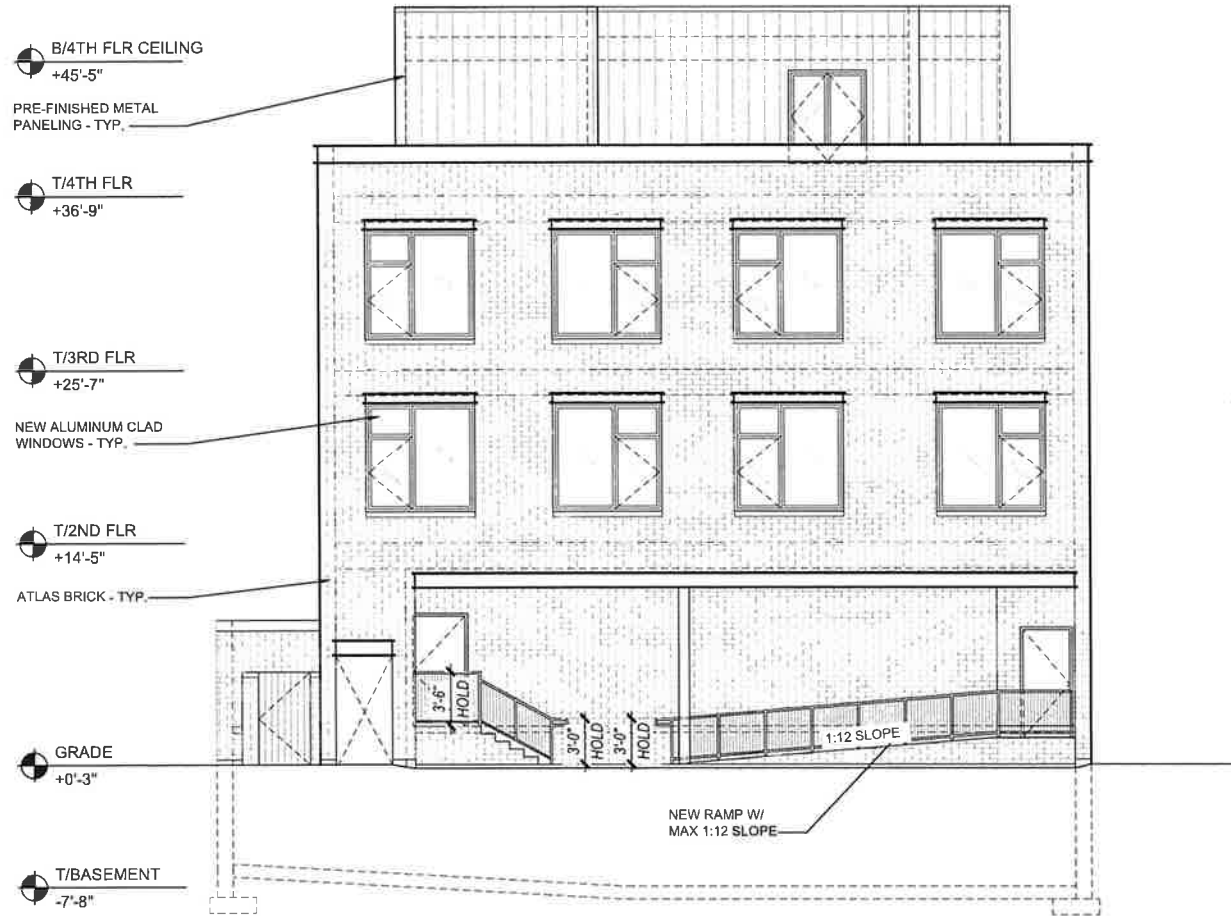 B/4TH FLR CEILING
+45'-5"
PRE-FINISHED METAL
PANELING - TYP.
T/4TH FLR
+36'-9"
T/3RD FLR
+25'-7"
NEW ALUMINUM CLAD
WINDOWS - TYP.
T/2ND FLR
+14'-5"
ATLAS BRICK - TYP.
3'-6"
HOLD
3'-0"
HOLD
3'-0"
HOLD
1:12 SLOPE
GRADE
+0'-3"
NEW RAMP W/
MAX 1:12 SLOPE
T/BASEMENT
-7'-8"